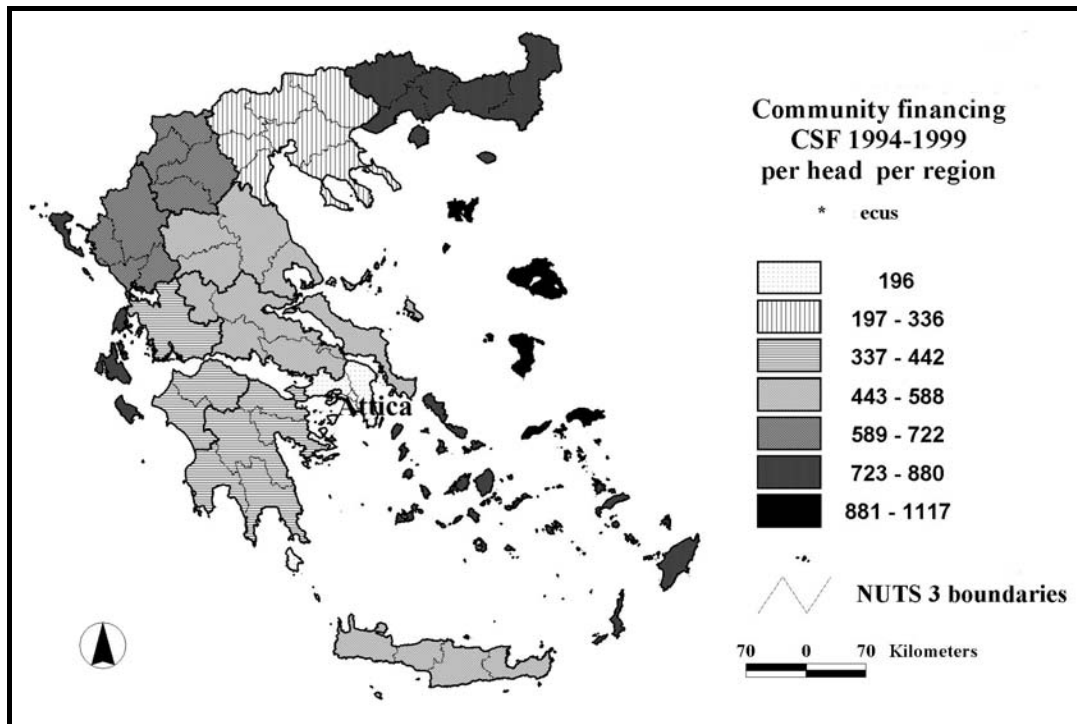 Community financing
CSF 1994-1999
per head per region
* ecus
196
197 - 336
337 - 442
443 - 588
589 - 722
723 - 880
881 - 1117
Attica
NUTS 3 boundaries
70 0 70 Kilometers